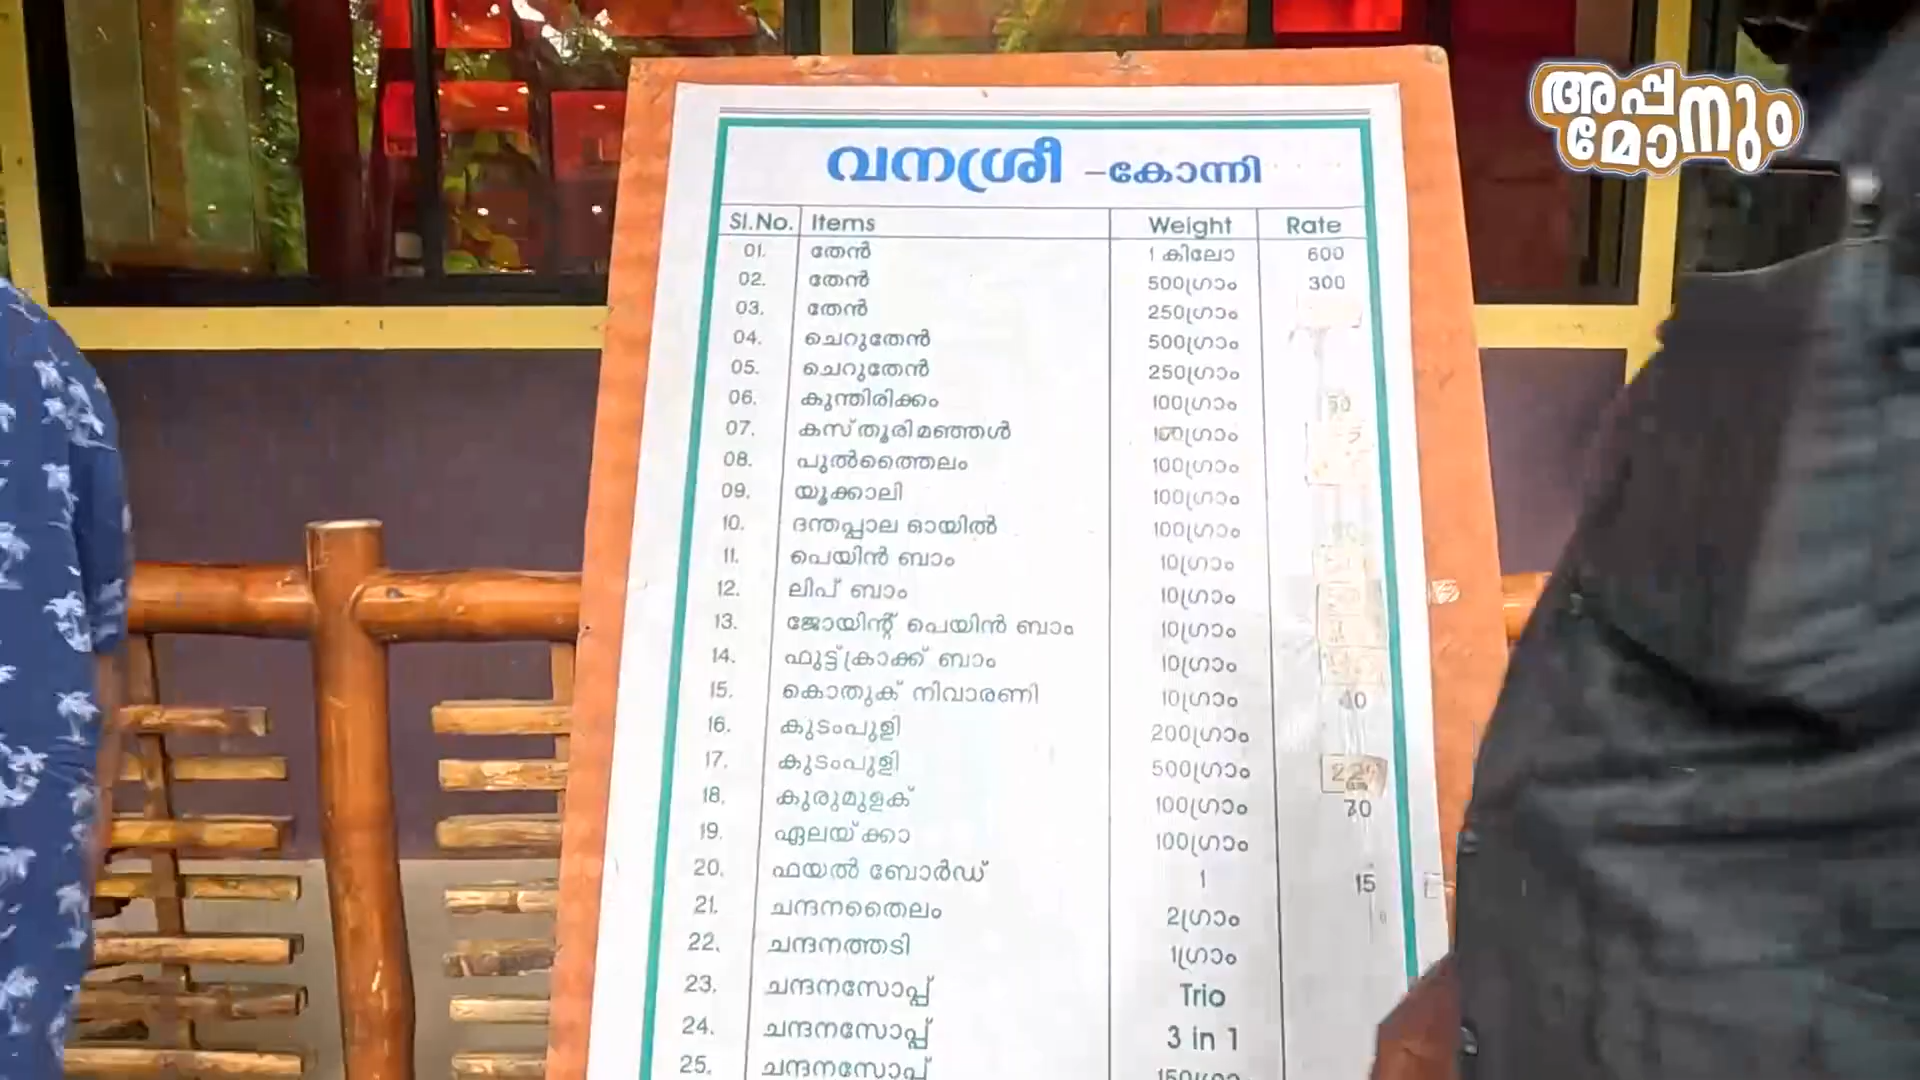 അപ്പനും
മോനും
വനശ്രീ – കോന്നി
Sl.No. Items Weight Rate
01. തേൻ 1 കിലോ 600
02. തേൻ 500ഗ്രാം 300
03. തേൻ 250ഗ്രാം
04. ചെറുതേൻ 500ഗ്രാം
05. ചെറുതേൻ 250ഗ്രാം
06. കുന്തിരിക്കം 100ഗ്രാം
07. കസ്തൂരിമഞ്ഞൾ 100ഗ്രാം
08. പുൽത്തൈലം 100ഗ്രാം
09. യൂക്കാലി 100ഗ്രാം
10. ദന്തപ്പാല ഓയിൽ 100ഗ്രാം
11. പെയിൻ ബാം 10ഗ്രാം
12. ലിപ് ബാം 10ഗ്രാം
13. ജോയിന്റ് പെയിൻ ബാം 10ഗ്രാം
14. ഫുട്ട്ക്രാക്ക് ബാം 10ഗ്രാം
15. കൊതുക് നിവാരണി 10ഗ്രാം 40
16. കുടംപുളി 200ഗ്രാം
17. കുടംപുളി 500ഗ്രാം
18. കുരുമുളക് 100ഗ്രാം 70
19. ഏലയ്ക്കാ 100ഗ്രാം
20. ഫയൽ ബോർഡ് 1 15
21. ചന്ദനതൈലം 2ഗ്രാം
22. ചന്ദനത്തടി 1ഗ്രാം
23. ചന്ദനസോപ്പ് Trio
24. ചന്ദനസോപ്പ് 3 in 1
25. ചന്ദനസോപ്പ് 150ഗ്രാം